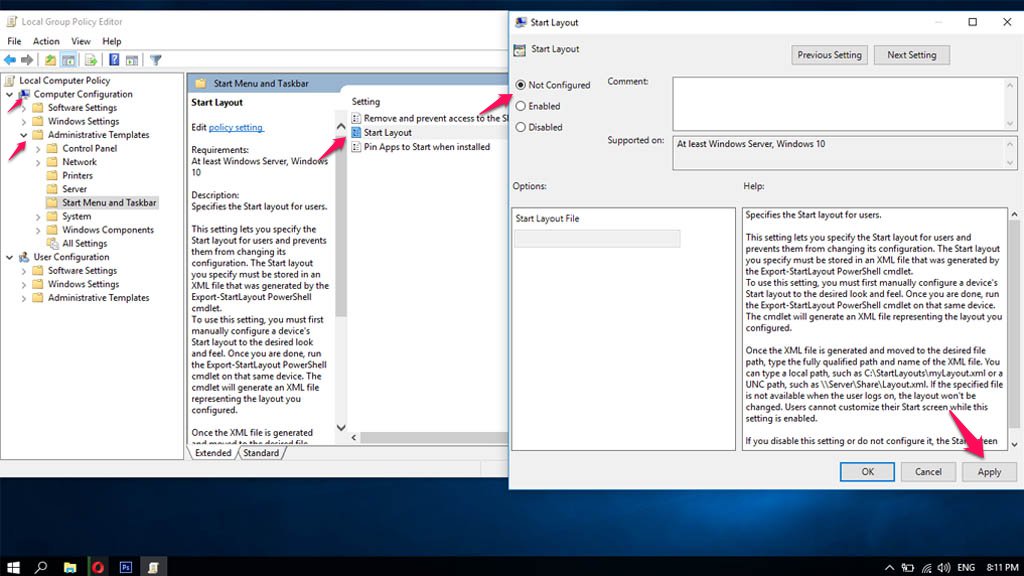 Local Group Policy Editor
File Action View Help
Local Computer Policy
Computer Configuration
Software Settings
Windows Settings
Administrative Templates
Control Panel
Network
Printers
Server
Start Menu and Taskbar
System
Windows Components
All Settings
User Configuration
Software Settings
Windows Settings
Administrative Templates
Start Menu and Taskbar
Start Layout
Edit policy setting
Requirements:
At least Windows Server, Windows
10
Description:
Specifies the Start layout for users.
This setting lets you specify the
Start layout for users and prevents
them from changing its
configuration. The Start layout
you specify must be stored in an
XML file that was generated by the
Export-StartLayout PowerShell
cmdlet.
To use this setting, you must first
manually configure a device's
Start layout to the desired look
and feel. Once you are done, run
the Export-StartLayout PowerShell
cmdlet on that same device. The
cmdlet will generate an XML file
representing the layout you
configured.
Once the XML file is generated
and moved to the desired file
Setting
Remove and prevent access to the
Start Layout
Pin Apps to Start when installed
Extended Standard
Start Layout
Start Layout
Previous Setting Next Setting
Not Configured
Enabled
Disabled
Comment:
Supported on:
At least Windows Server, Windows 10
Options:
Help:
Start Layout File
Specifies the Start layout for users.
This setting lets you specify the Start layout for users and
prevents them from changing its configuration. The Start layout
you specify must be stored in an XML file that was generated by
the Export-StartLayout PowerShell cmdlet.
To use this setting, you must first manually configure a device's
Start layout to the desired look and feel. Once you are done, run
the Export-StartLayout PowerShell cmdlet on that same device.
The cmdlet will generate an XML file representing the layout you
configured.
Once the XML file is generated and moved to the desired file
path, type the fully qualified path and name of the XML file. You
can type a local path, such as C:\StartLayouts\myLayout.xml or a
UNC path, such as \\Server\Share\Layout.xml. If the specified file
is not available when the user logs on, the layout won't be
changed. Users cannot customize their Start screen while this
setting is enabled.
If you disable this setting or do not configure it, the Start screen
OK Cancel Apply
Ps
ENG 8:11 PM